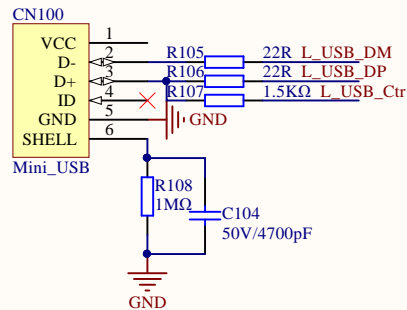 CN100
VCC 1
D- 2 R105 22R L_USB_DM
D+ 3 R106 22R L_USB_DP
ID 4 R107 1.5KΩ L_USB_Ctr
GND 5 GND
SHELL 6
Mini_USB
R108
1MΩ
C104
50V/4700pF
GND